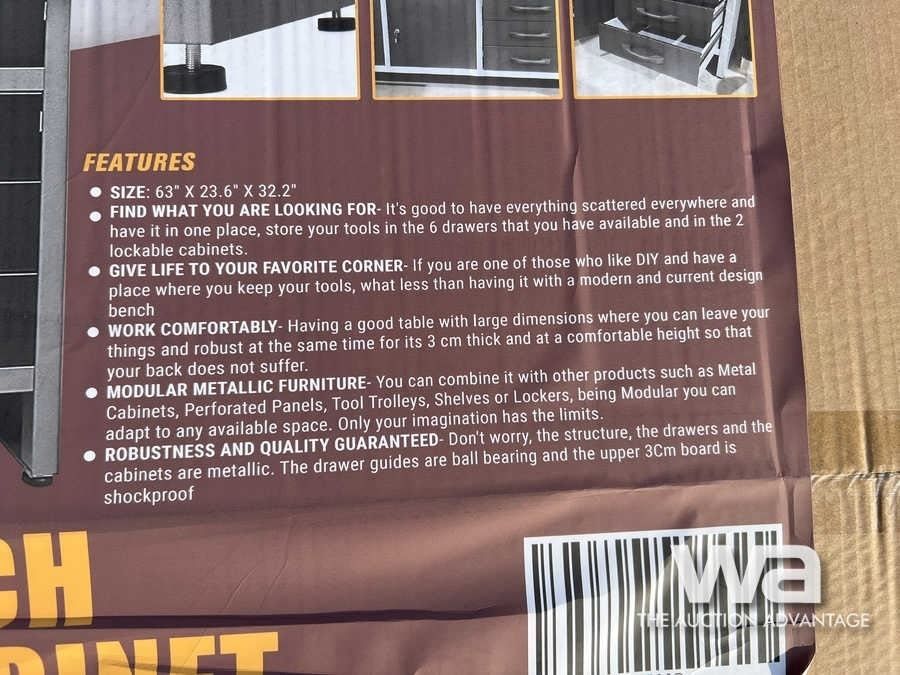 FEATURES
SIZE: 63" X 23.6" X 32.2"
FIND WHAT YOU ARE LOOKING FOR- It's good to have everything scattered everywhere and
have it in one place, store your tools in the 6 drawers that you have available and in the 2
lockable cabinets.
GIVE LIFE TO YOUR FAVORITE CORNER- If you are one of those who like DIY and have a
place where you keep your tools, what less than having it with a modern and current design
bench
WORK COMFORTABLY- Having a good table with large dimensions where you can leave your
things and robust at the same time for its 3 cm thick and at a comfortable height so that
your back does not suffer.
MODULAR METALLIC FURNITURE- You can combine it with other products such as Metal
Cabinets, Perforated Panels, Tool Trolleys, Shelves or Lockers, being Modular you can
adapt to any available space. Only your imagination has the limits.
ROBUSTNESS AND QUALITY GUARANTEED- Don't worry, the structure, the drawers and the
cabinets are metallic. The drawer guides are ball bearing and the upper 3Cm board is
shockproof
CH
BINET
wa
THE AUCTION ADVANTAGE